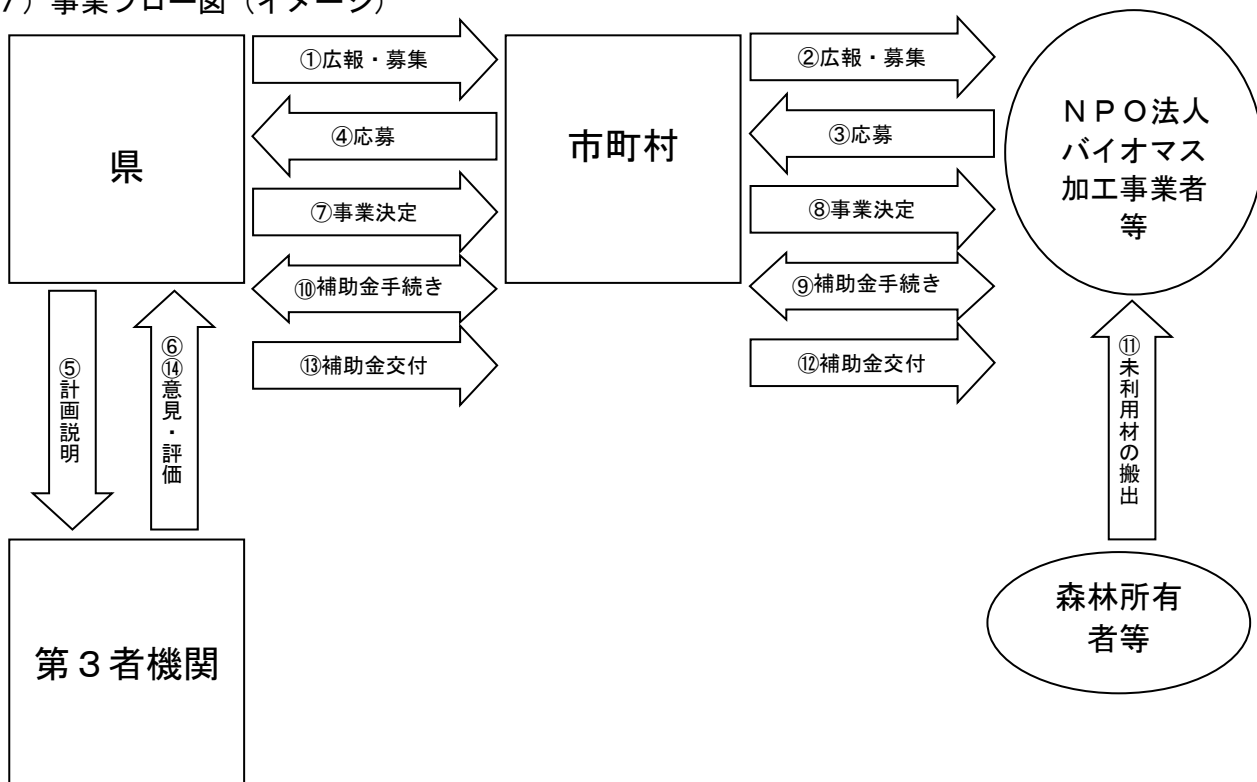 7）事業フロー図（イメージ）
①広報・募集
②広報・募集
県
④応募
市町村
③応募
ＮＰＯ法人
バイオマス
加工事業者
等
⑦事業決定
⑧事業決定
⑩補助金手続き
⑨補助金手続き
⑬補助金交付
⑫補助金交付
⑤計画説明
⑥⑭意見・評価
⑪未利用材の搬出
第３者機関
森林所有
者等